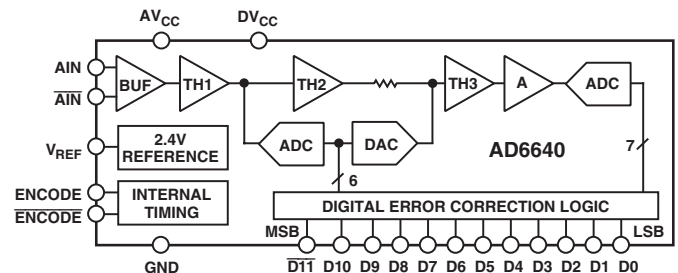 AVCC DVCC
AIN
AIN
BUF TH1 TH2 TH3 A ADC
ADC DAC
AD6640
7
6
VREF
2.4V
REFERENCE
ENCODE
ENCODE
INTERNAL
TIMING
DIGITAL ERROR CORRECTION LOGIC
MSB LSB
GND D11 D10 D9 D8 D7 D6 D5 D4 D3 D2 D1 D0